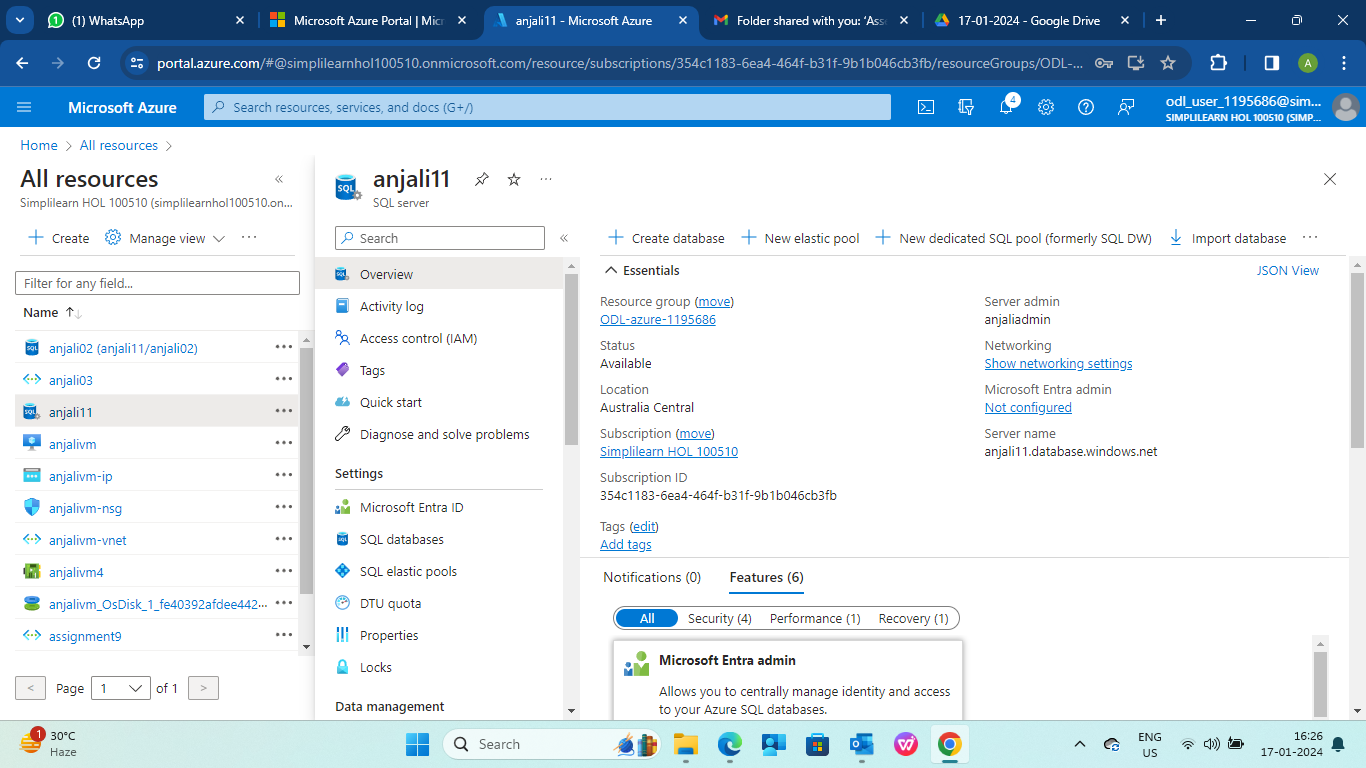 (1) WhatsApp
Microsoft Azure Portal | Micr
anjali11 - Microsoft Azure
Folder shared with you: 'Asse
17-01-2024 - Google Drive
portal.azure.com/#@simplilearnhol100510.onmicrosoft.com/resource/subscriptions/354c1183-6ea4-464f-b31f-9b1b046cb3fb/resourceGroups/ODL-...
A
Microsoft Azure
Search resources, services, and docs (G+/)
4
odl_user_1195686@sim...
SIMPLILEARN HOL 100510 (SIMP...
Home > All resources >
All resources
Simplilearn HOL 100510 (simplilearnhol100510.on...
Create
Manage view
Filter for any field...
Name
anjali02 (anjali11/anjali02)
anjali03
anjali11
anjalivm
anjalivm-ip
anjalivm-nsg
anjalivm-vnet
anjalivm4
anjalivm_OsDisk_1_fe40392afdee442...
assignment9
< Page 1 of 1 >
anjali11
SQL server
Search
Overview
Activity log
Access control (IAM)
Tags
Quick start
Diagnose and solve problems
Settings
Microsoft Entra ID
SQL databases
SQL elastic pools
DTU quota
Properties
Locks
Data management
Create database
New elastic pool
New dedicated SQL pool (formerly SQL DW)
Import database
Essentials
JSON View
Resource group (move)
ODL-azure-1195686
Status
Available
Location
Australia Central
Subscription (move)
Simplilearn HOL 100510
Subscription ID
354c1183-6ea4-464f-b31f-9b1b046cb3fb
Tags (edit)
Add tags
Server admin
anjaliadmin
Networking
Show networking settings
Microsoft Entra admin
Not configured
Server name
anjali11.database.windows.net
Notifications (0)
Features (6)
All
Security (4)
Performance (1)
Recovery (1)
Microsoft Entra admin
Allows you to centrally manage identity and access
to your Azure SQL databases.
1
30°C
Haze
Search
ENG
US
16:26
17-01-2024